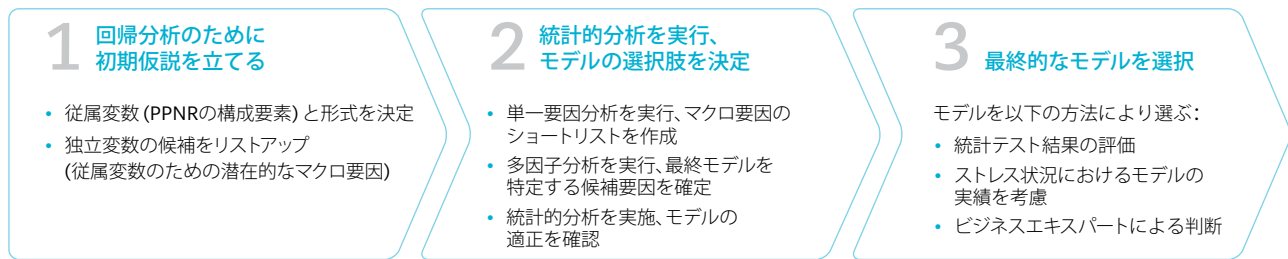 1
回帰分析のために
初期仮説を立てる
• 従属変数 (PPNRの構成要素) と形式を決定
• 独立変数の候補をリストアップ
(従属変数のための潜在的なマクロ要因)
2
統計的分析を実行、
モデルの選択肢を決定
• 単一要因分析を実行、マクロ要因の
ショートリストを作成
• 多因子分析を実行、最終モデルを
特定する候補要因を確定
• 統計的分析を実施、モデルの
適正を確認
3
最終的なモデルを選択
モデルを以下の方法により選ぶ：
• 統計テスト結果の評価
• ストレス状況におけるモデルの
実績を考慮
• ビジネスエキスパートによる判断